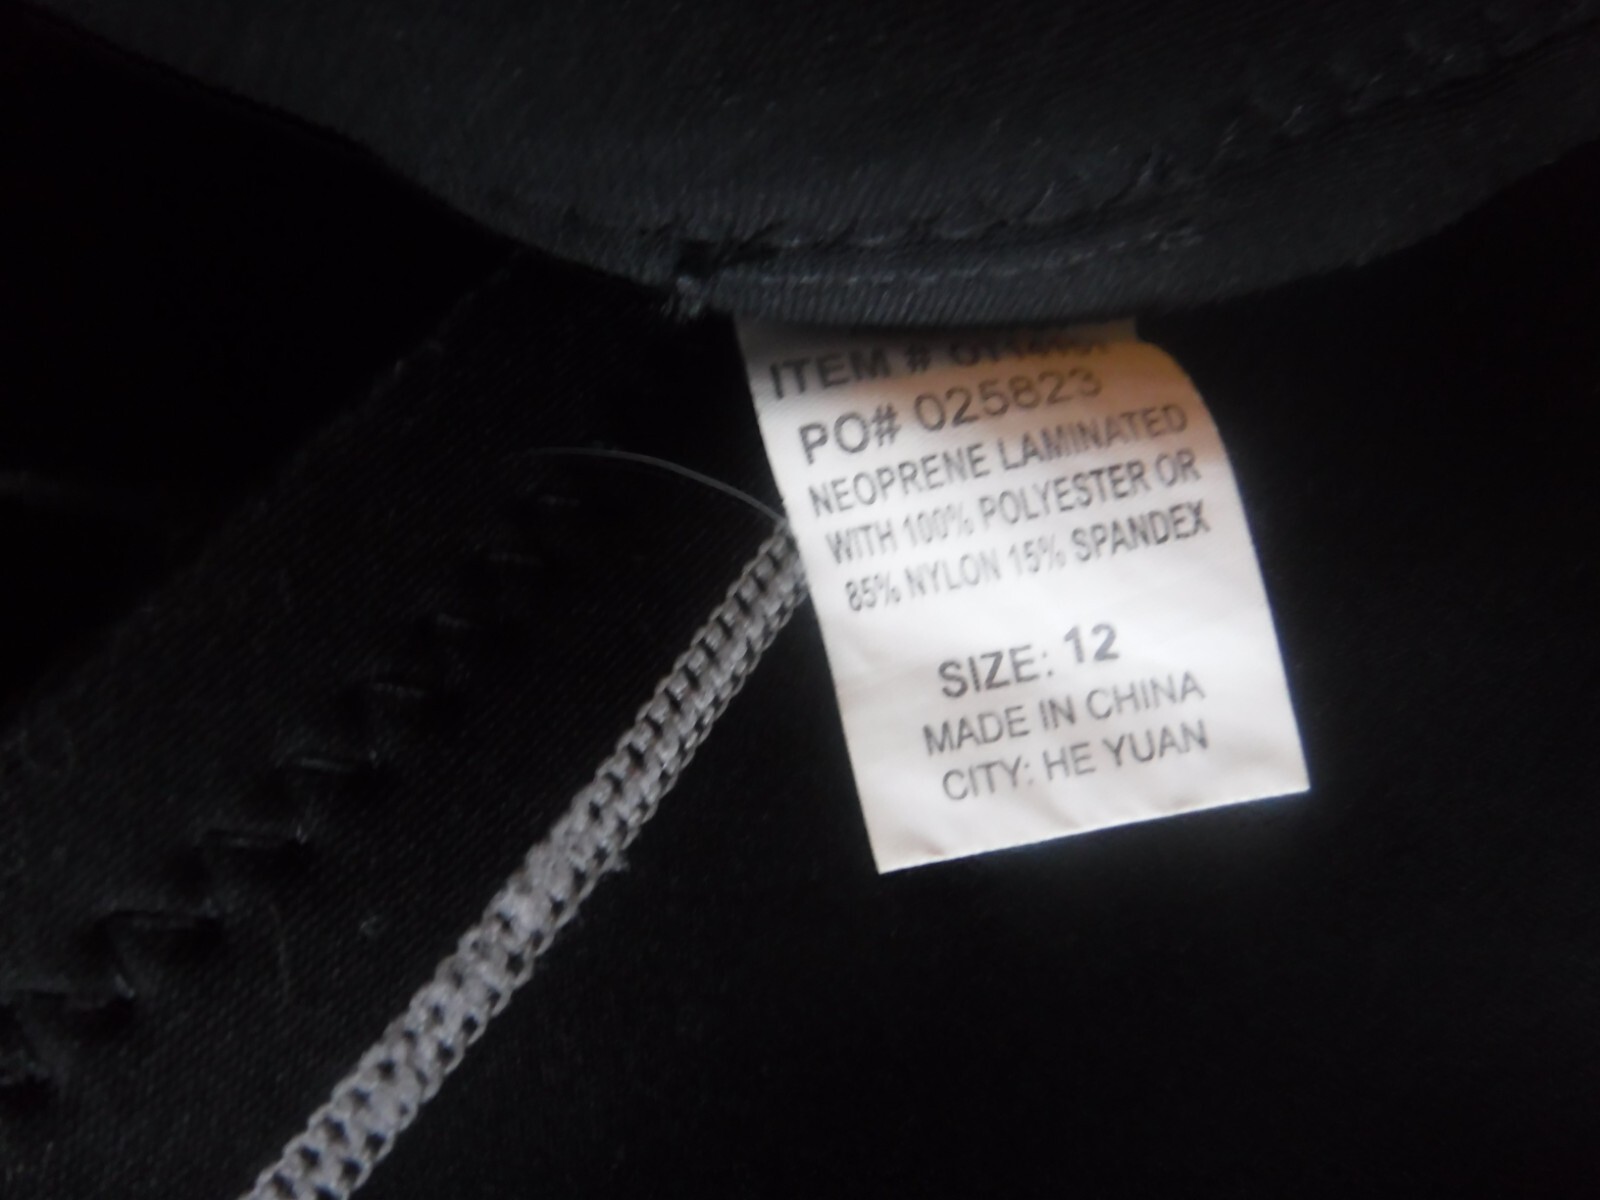 ITEM #
PO# 025823
NEOPRENE LAMINATED
WITH 100% POLYESTER OR
85% NYLON 15% SPANDEX
SIZE: 12
MADE IN CHINA
CITY: HE YUAN